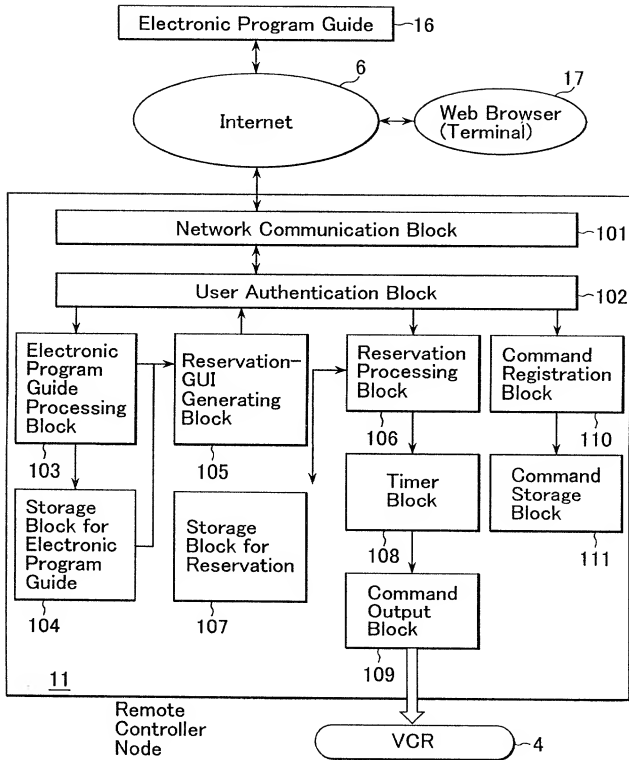 Electronic Program Guide
16
6
Internet
17
Web Browser
(Terminal)
Network Communication Block
101
User Authentication Block
102
Electronic
Program
Guide
Processing
Block
103
Reservation-
GUI
Generating
Block
105
Reservation
Processing
Block
106
Command
Registration
Block
110
Storage
Block for
Electronic
Program
Guide
104
Storage
Block for
Reservation
107
Timer
Block
108
Command
Storage
Block
111
Command
Output
Block
109
11
Remote
Controller
Node
VCR
4